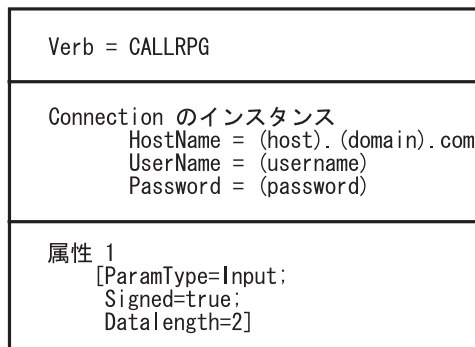 Verb = CALLRPG
Connection のインスタンス
HostName = (host).(domain).com
UserName = (username)
Password = (password)
属性 1
[ParamType=Input;
Signed=true;
Datalength=2]